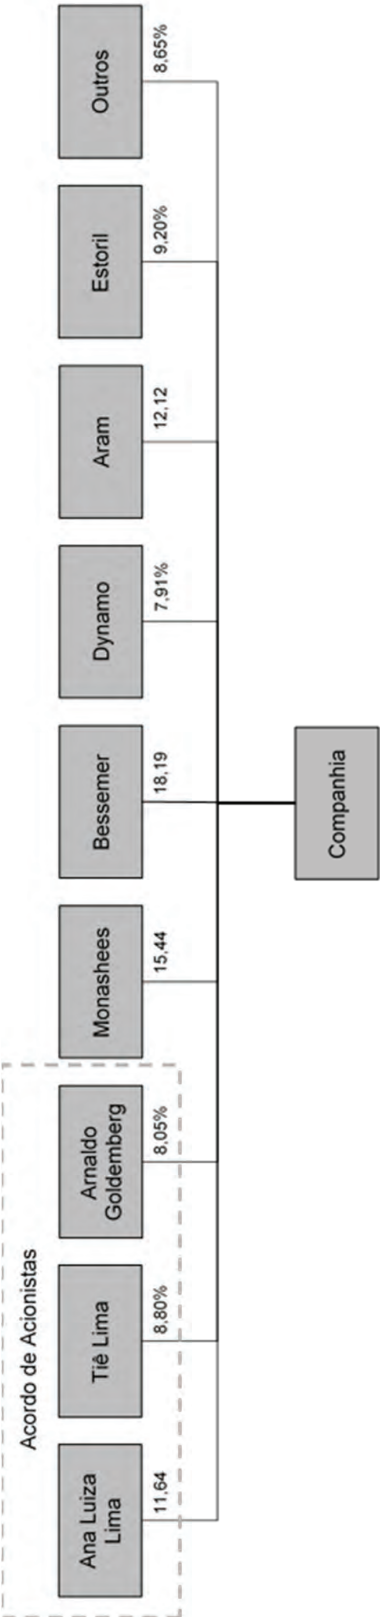 Acordo de Acionistas
Ana Luiza
Lima
Tiê Lima
Arnaldo
Goldemberg
Monashees
Bessemer
Dynamo
Aram
Estoril
Outros
11,64
8,80%
8,05%
15,44
18,19
7,91%
12,12
9,20%
8,65%
Companhia